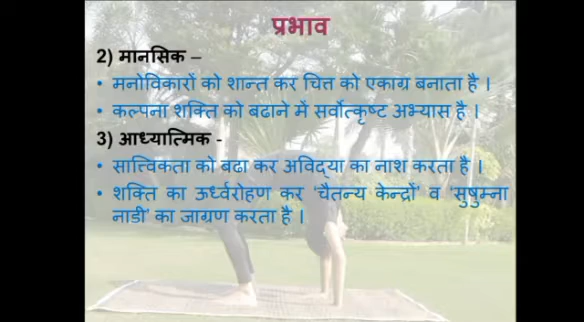 प्रभाव
2) मानसिक –
• मनोविकारों को शान्त कर चित्त को एकाग्र बनाता है ।
• कल्पना शक्ति को बढाने में सर्वोत्कृष्ट अभ्यास है ।
3) आध्यात्मिक -
• सात्विकता को बढा कर अविद्या का नाश करता है ।
• शक्ति का ऊर्ध्वरोहण कर ‘चैतन्य केन्द्रों’ व ‘सुषुम्ना
नाडी’ का जाग्रण करता है ।